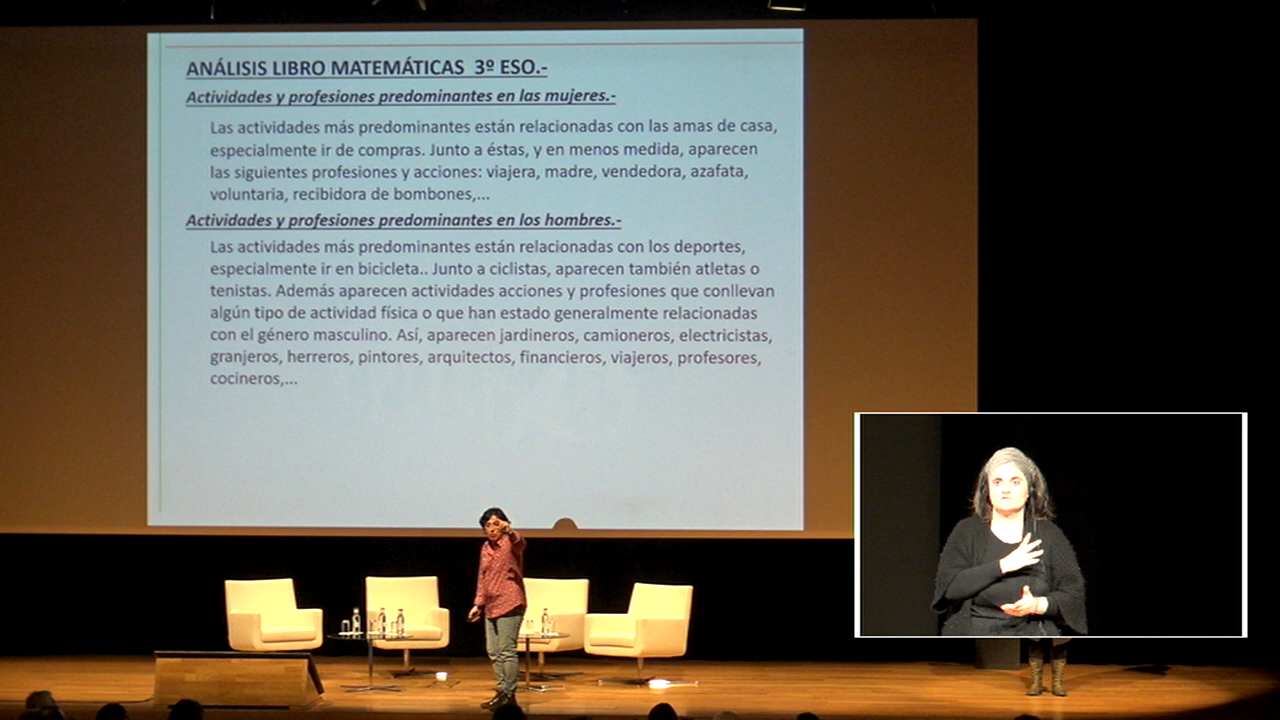 ANÁLISIS LIBRO MATEMÁTICAS 3º ESO.-
Actividades y profesiones predominantes en las mujeres.-
Las actividades más predominantes están relacionadas con las amas de casa,
especialmente ir de compras. Junto a éstas, y en menos medida, aparecen
las siguientes profesiones y acciones: viajera, madre, vendedora, azafata,
voluntaria, recibidora de bombones,...
Actividades y profesiones predominantes en los hombres.-
Las actividades más predominantes están relacionadas con los deportes,
especialmente ir en bicicleta.. Junto a ciclistas, aparecen también atletas o
tenistas. Además aparecen actividades acciones y profesiones que conllevan
algún tipo de actividad física o que han estado generalmente relacionadas
con el género masculino. Así, aparecen jardineros, camioneros, electricistas,
granjeros, herreros, pintores, arquitectos, financieros, viajeros, profesores,
cocineros,...